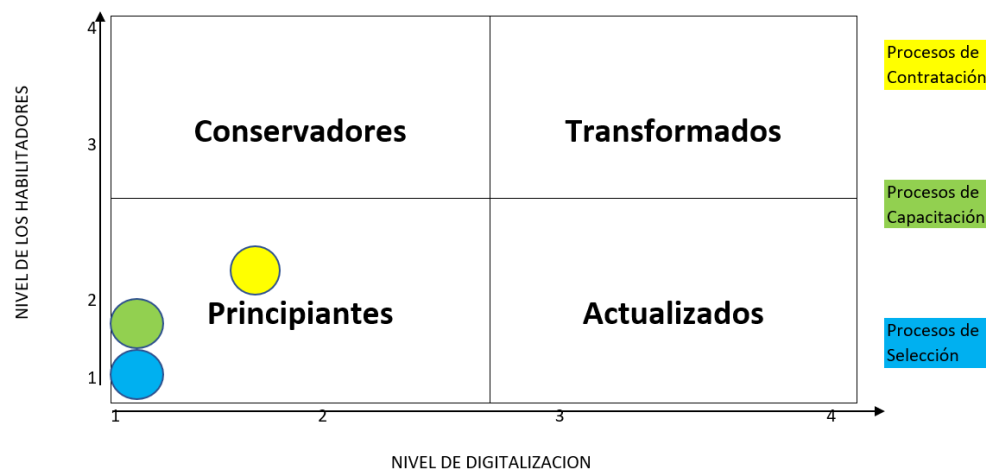 NIVEL DE LOS HABILITADORES
4
3
2
1
Conservadores
Transformados
Principiantes
Actualizados
1
2
3
4
NIVEL DE DIGITALIZACION
Procesos de
Contratación
Procesos de
Capacitación
Procesos de
Selección